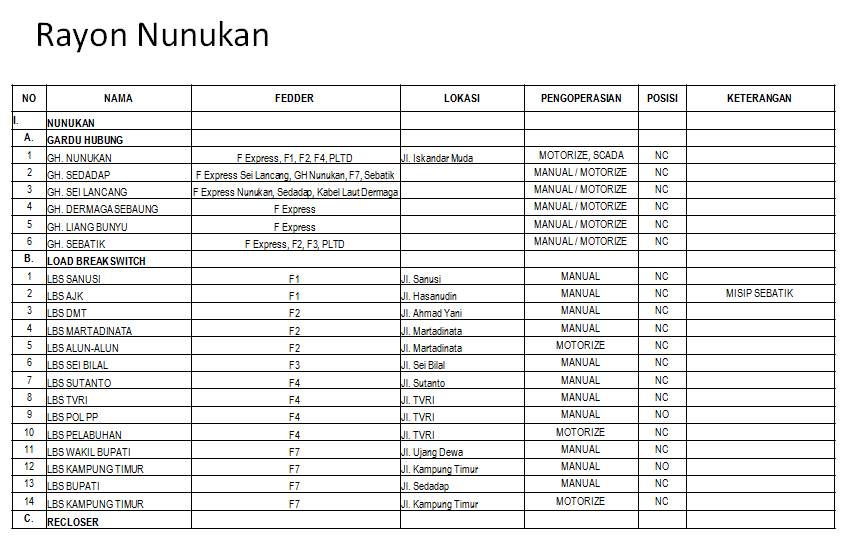 Rayon Nunukan
NO NAMA FEDDER LOKASI PENGOPERASIAN POSISI KETERANGAN
I. NUNUKAN
A. GARDU HUBUNG
1 GH. NUNUKAN F Express, F1, F2, F4, PLTD Jl. Iskandar Muda MOTORIZE, SCADA NC
2 GH. SEDADAP F Express Sei Lancang, GH Nunukan, F7, Sebatik MANUAL / MOTORIZE NC
3 GH. SEI LANCANG F Express Nunukan, Sedadap, Kabel Laut Dermaga MANUAL / MOTORIZE NC
4 GH. DERMAGA SEBAUNG F Express MANUAL / MOTORIZE NC
5 GH. LIANG BUNYU F Express MANUAL / MOTORIZE NC
6 GH. SEBATIK F Express, F2, F3, PLTD MANUAL / MOTORIZE NC
B. LOAD BREAK SWITCH
1 LBS SANUSI F1 Jl. Sanusi MANUAL NC
2 LBS AJK F1 Jl. Hasanudin MANUAL NC MISIP SEBATIK
3 LBS DMT F2 Jl. Ahmad Yani MANUAL NC
4 LBS MARTADINATA F2 Jl. Martadinata MANUAL NC
5 LBS ALUN-ALUN F2 Jl. Martadinata MOTORIZE NC
6 LBS SEI BILAL F3 Jl. Sei Bilal MANUAL NC
7 LBS SUTANTO F4 Jl. Sutanto MANUAL NC
8 LBS TVRI F4 Jl. TVRI MANUAL NC
9 LBS POL PP F4 Jl. TVRI MANUAL NO
10 LBS PELABUHAN F4 Jl. TVRI MOTORIZE NC
11 LBS WAKIL BUPATI F7 Jl. Ujang Dewa MANUAL NC
12 LBS KAMPUNG TIMUR F7 Jl. Kampung Timur MANUAL NO
13 LBS BUPATI F7 Jl. Sedadap MANUAL NC
14 LBS KAMPUNG TIMUR F7 Jl. Kampung Timur MOTORIZE NC
C. RECLOSER